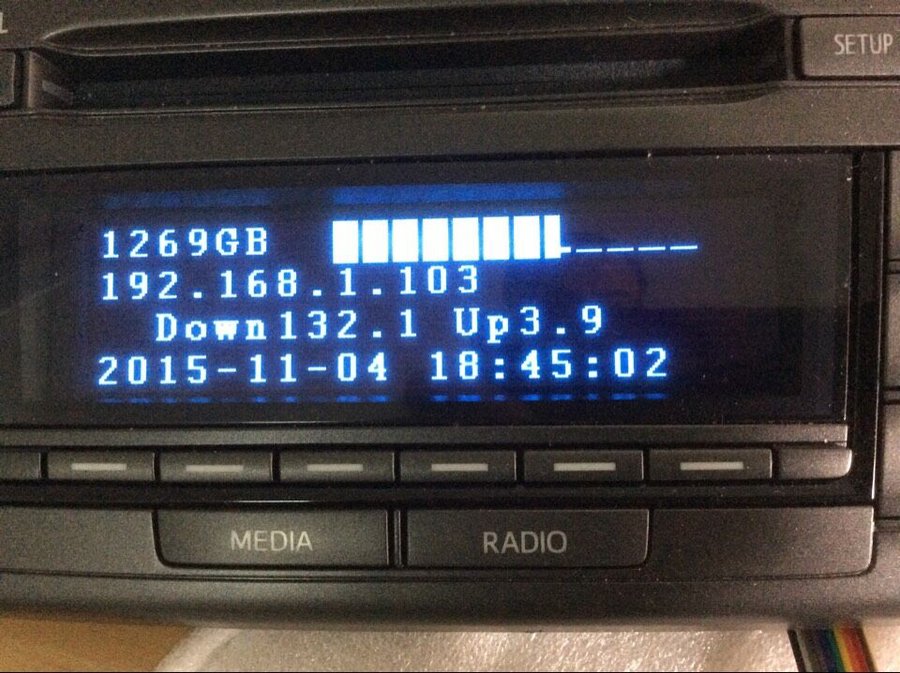 SETUP
1269GB
192.168.1.103
Down132.1 Up3.9
2015-11-04 18:45:02
MEDIA
RADIO